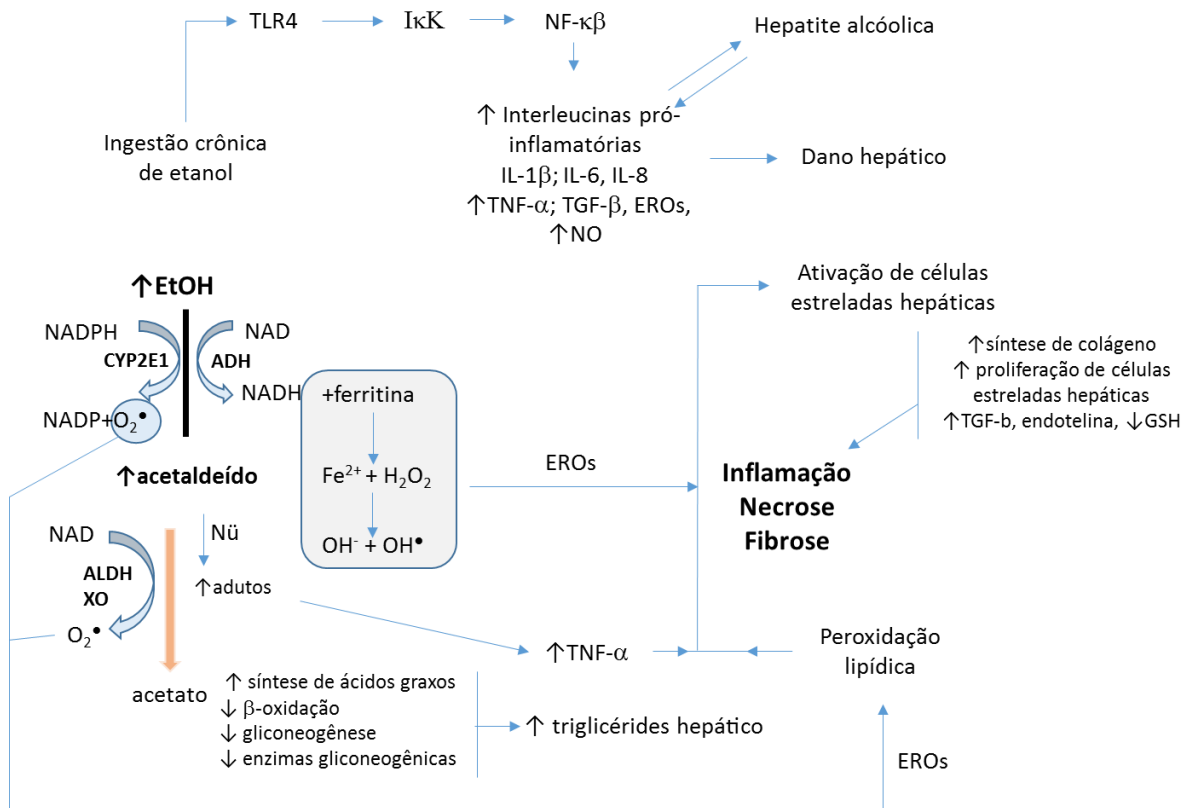 TLR4
IκK
NF-κβ
Hepatite alcóolica
Ingestão crônica
de etanol
↑ Interleucinas pró-
inflamatórias
IL-1β; IL-6, IL-8
↑TNF-α; TGF-β, EROs,
↑NO
Dano hepático
↑EtOH
NADPH
NAD
CYP2E1
ADH
NADH
NADP+O2•
↑acetaldeído
NAD
Nü
ALDH
XO
↑adutos
O2•
acetato
↑ síntese de ácidos graxos
↓ β-oxidação
↓ gliconeogênese
↓ enzimas gliconeogênicas
↑ triglicérides hepático
+ferritina
Fe2+ + H2O2
OH- + OH•
EROs
Ativação de células
estreladas hepáticas
↑síntese de colágeno
↑ proliferação de células
estreladas hepáticas
↑TGF-b, endotelina, ↓GSH
Inflamação
Necrose
Fibrose
↑TNF-α
Peroxidação
lipídica
EROs